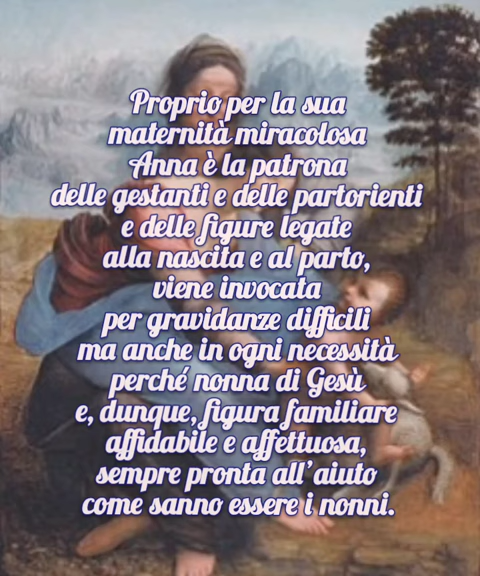 Proprio per la sua
maternità miracolosa
Anna è la patrona
delle gestanti e delle partorienti
e delle figure legate
alla nascita e al parto,
viene invocata
per gravidanze difficili
ma anche in ogni necessità
perché nonna di Gesù
e, dunque, figura familiare
affidabile e affettuosa,
sempre pronta all'aiuto
come sanno essere i nonni.